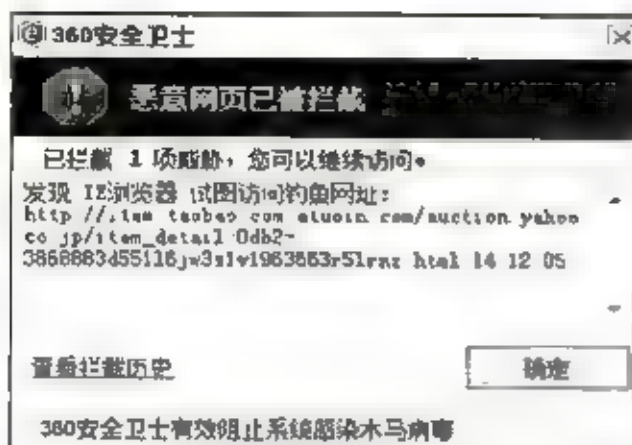 360安全卫士
恶意网页已被拦截
已拦截 1 项威胁，您可以继续访问。
发现 IE浏览器 试图访问钓鱼网址：
http //item taobao com atuoin com/auction yahoo
co jp/item_detail 0db2-
html 14 12 05
查看拦截历史
确定
360安全卫士有效阻止系统感染木马病毒